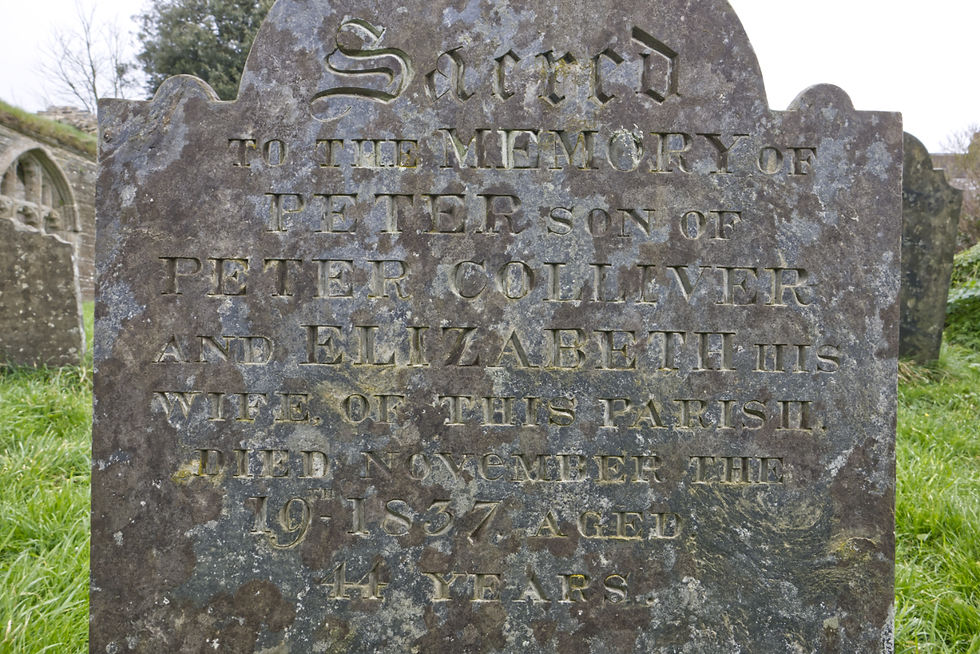 Sacred
TO THE MEMORY OF
PETER SON OF
PETER COLLIVER
AND ELIZABETH HIS
WIFE OF THIS PARISH.
DIED NOVEMBER THE
19th 1837 AGED
44 YEARS.